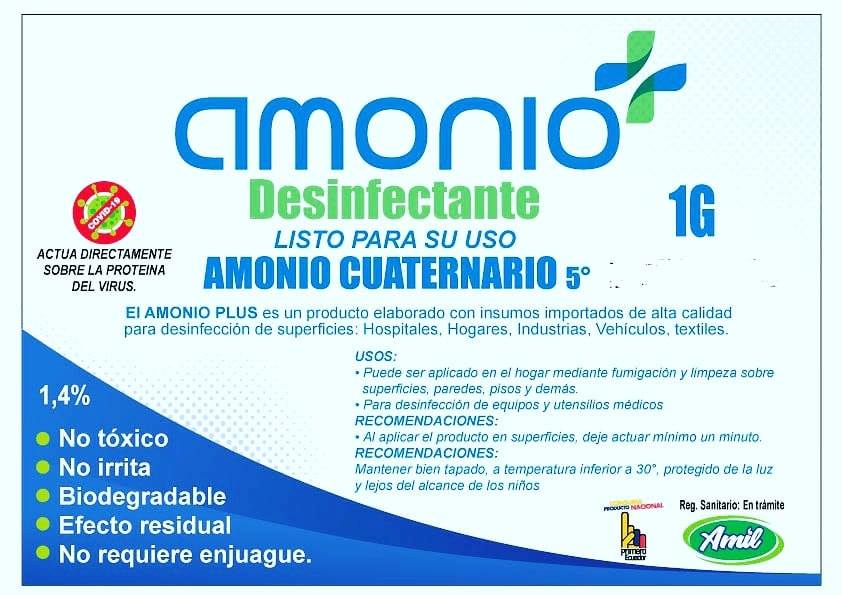 amonio
Desinfectante
1G
LISTO PARA SU USO
AMONIO CUATERNARIO 5°
COVID-19
ACTUA DIRECTAMENTE
SOBRE LA PROTEINA
DEL VIRUS.
El AMONIO PLUS es un producto elaborado con insumos importados de alta calidad
para desinfección de superficies: Hospitales, Hogares, Industrias, Vehículos, textiles.
1,4%
• No tóxico
• No irrita
• Biodegradable
• Efecto residual
• No requiere enjuague.
USOS:
• Puede ser aplicado en el hogar mediante fumigación y limpeza sobre
superficies, paredes, pisos y demás.
• Para desinfección de equipos y utensilios médicos
RECOMENDACIONES:
• Al aplicar el producto en superficies, deje actuar mínimo un minuto.
RECOMENDACIONES:
Mantener bien tapado, a temperatura inferior a 30°, protegido de la luz
y lejos del alcance de los niños
CONSUMA
PRODUCTO NACIONAL
Primero
Ecuador
Reg. Sanitario: En trámite
Amil